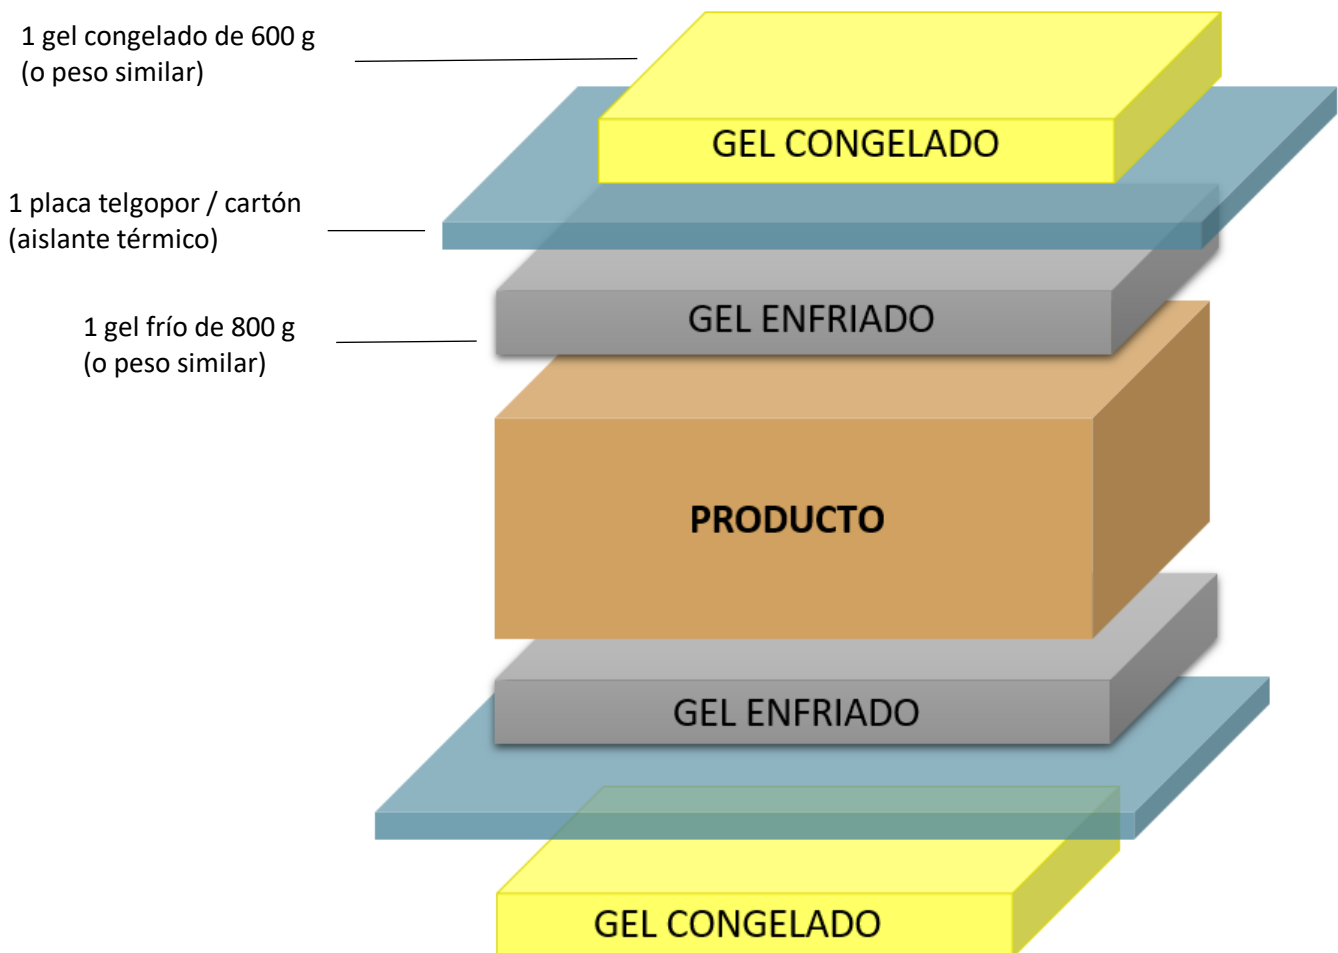 1 gel congelado de 600 g
(o peso similar)
GEL CONGELADO
1 placa telgopor / cartón
(aislante térmico)
GEL ENFRIADO
1 gel frío de 800 g
(o peso similar)
PRODUCTO
GEL ENFRIADO
GEL CONGELADO